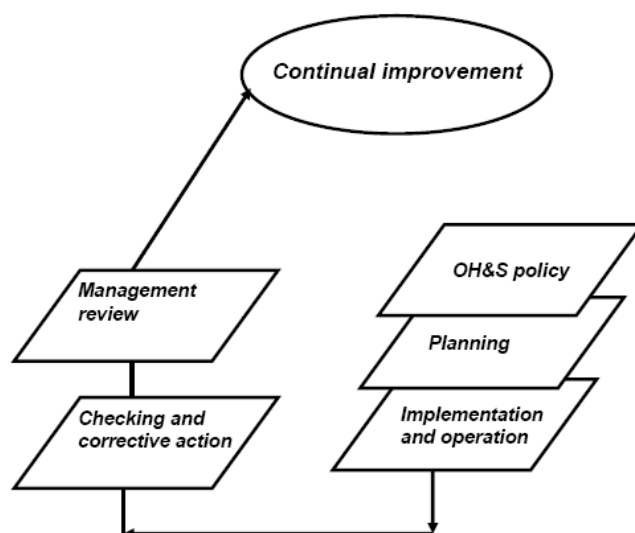 Continual improvement
OH&S policy
Management
review
Planning
Checking and
corrective action
Implementation
and operation